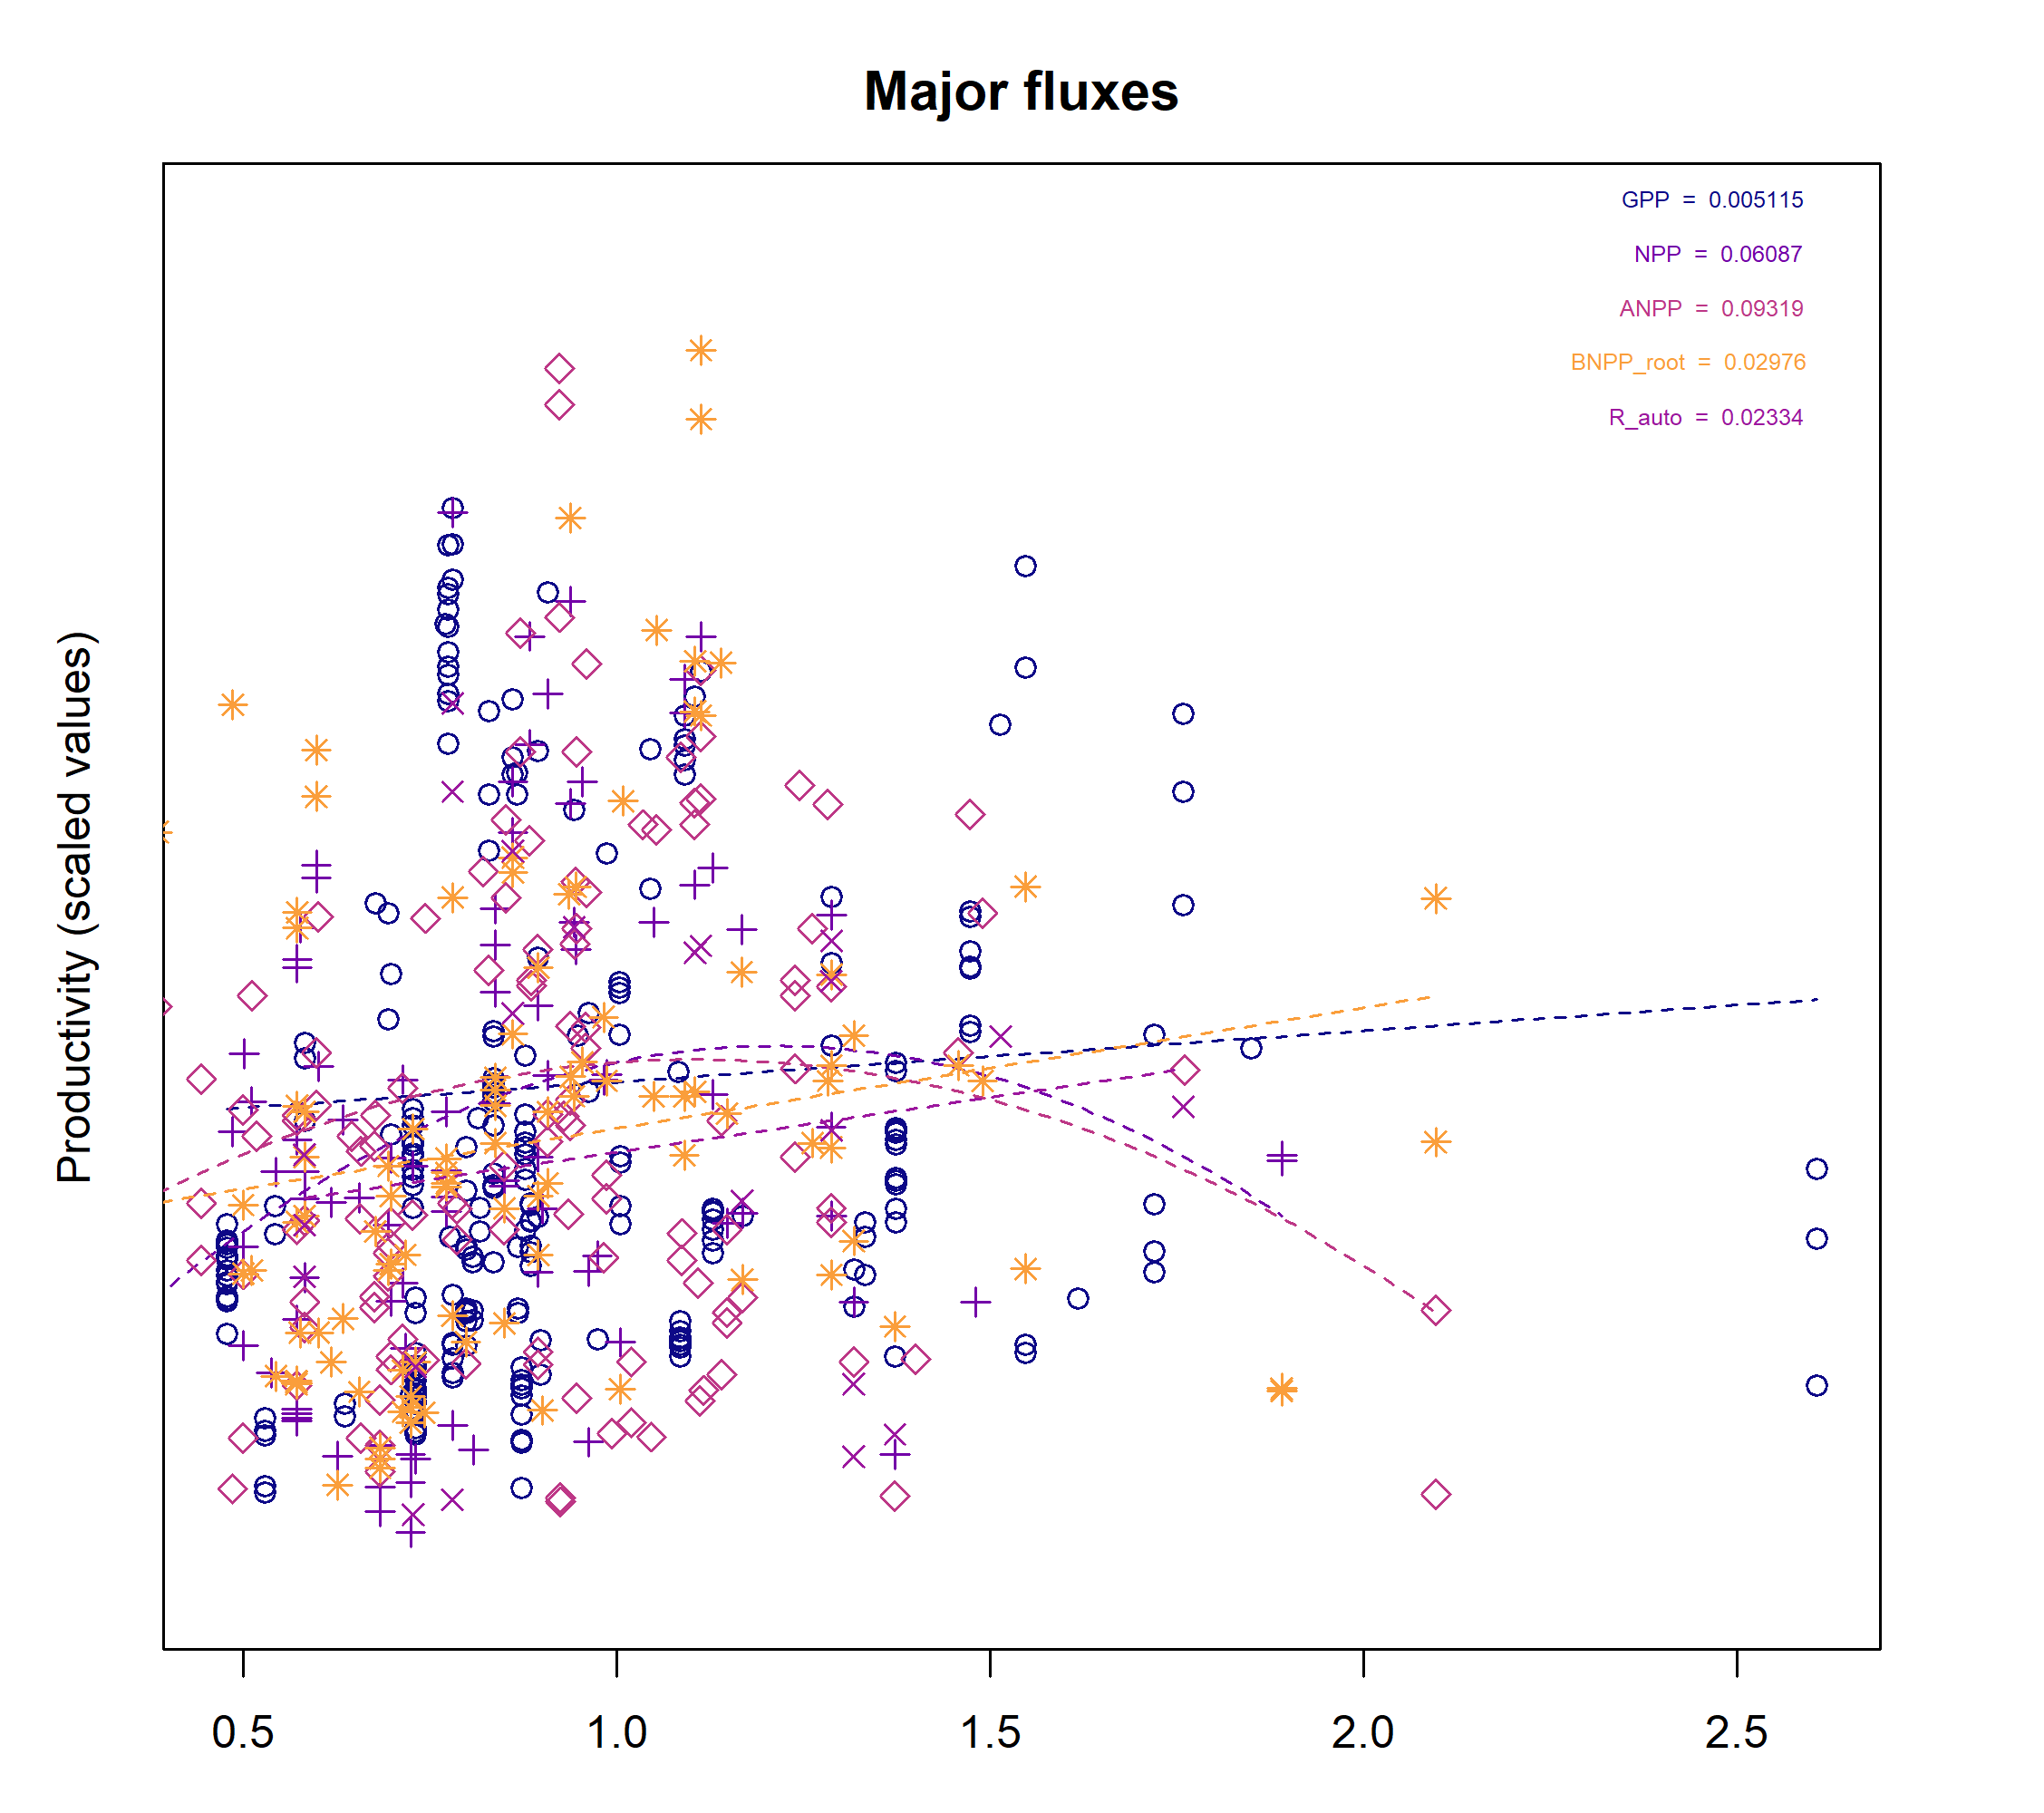 Major fluxes
GPP = 0.005115
NPP = 0.06087
ANPP = 0.09319
BNPP_root = 0.02976
R_auto = 0.02334
Productivity (scaled values)
0.5 1.0 1.5 2.0 2.5